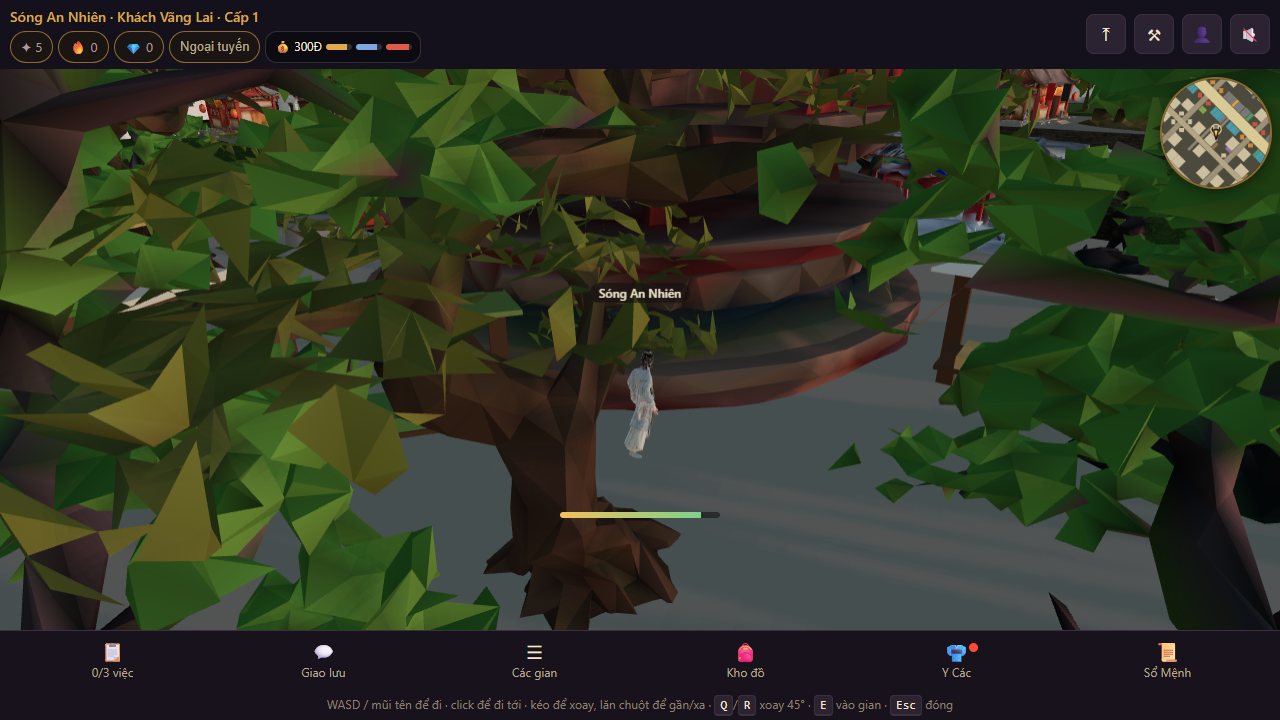 Sóng An Nhiên · Khách Vãng Lai · Cấp 1
5
0
0
Ngoại tuyến
300Đ
Sóng An Nhiên
0/3 việc
Giao lưu
Các gian
Kho đồ
Y Các
Sổ Mệnh
WASD / mũi tên để đi · click để đi tới · kéo để xoay, lăn chuột để gần/xa · Q / R xoay 45° · E vào gian · Esc đóng